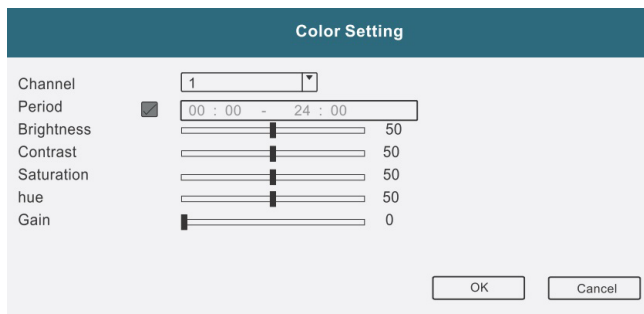 Color Setting
Channel 1
Period 00 : 00 - 24 : 00
Brightness 50
Contrast 50
Saturation 50
hue 50
Gain 0
OK Cancel